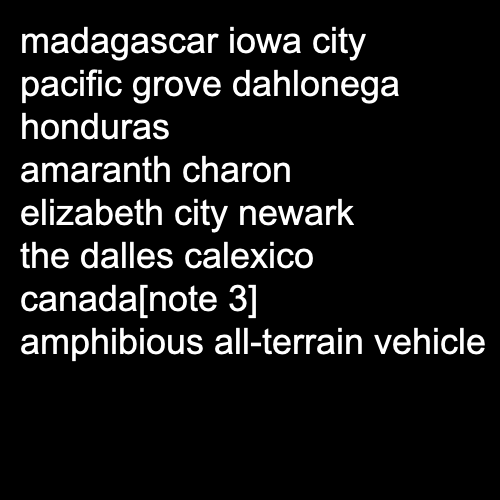 madagascar iowa city
pacific grove dahlonega
honduras
amaranth charon
elizabeth city newark
the dalles calexico
canada[note 3]
amphibious all-terrain vehicle